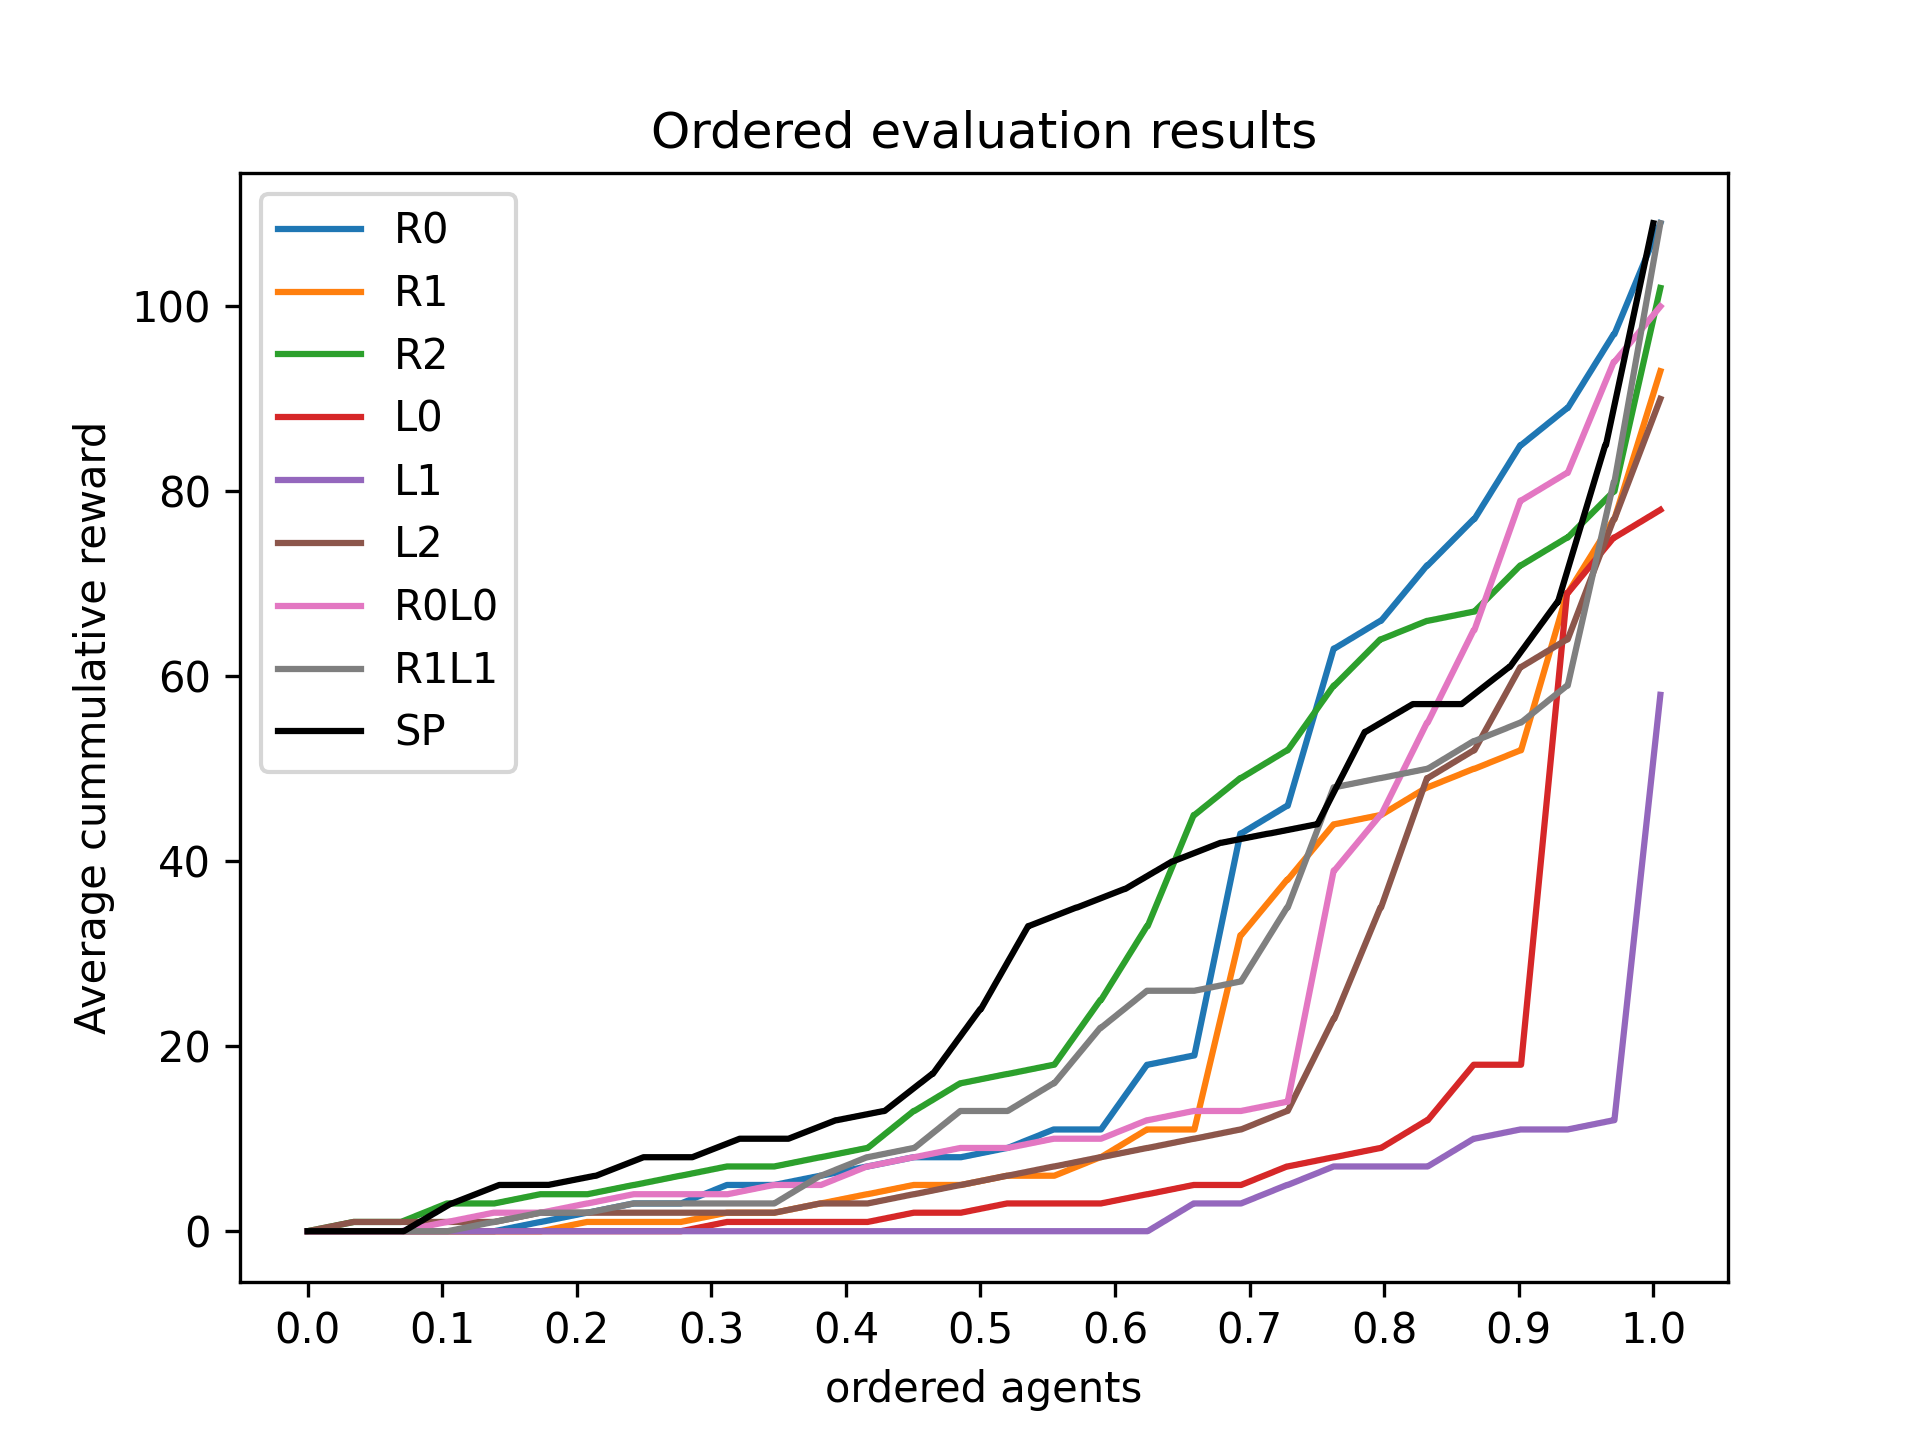 Ordered evaluation results
R0
R1
R2
L0
L1
L2
R0L0
R1L1
SP
Average cummulative reward
100
80
60
40
20
0
0.0 0.1 0.2 0.3 0.4 0.5 0.6 0.7 0.8 0.9 1.0
ordered agents